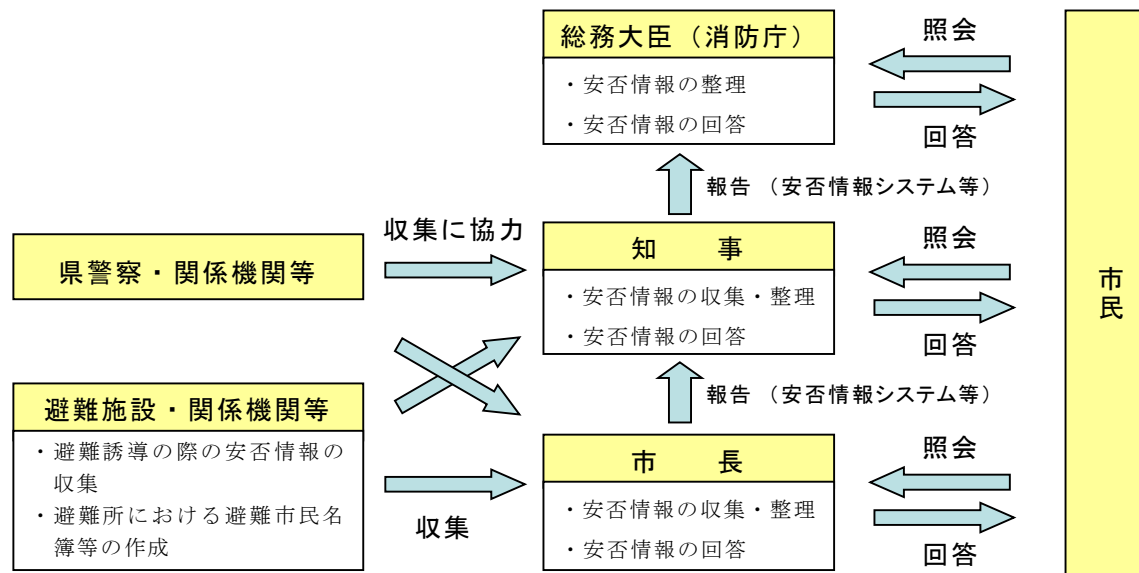 総務大臣（消防庁）
・安否情報の整理
・安否情報の回答
照会
回答
報告（安否情報システム等）
収集に協力
県警察・関係機関等
知　事
・安否情報の収集・整理
・安否情報の回答
照会
回答
市民
報告（安否情報システム等）
避難施設・関係機関等
・避難誘導の際の安否情報の
収集
・避難所における避難市民名
簿等の作成
収集
市　長
・安否情報の収集・整理
・安否情報の回答
照会
回答